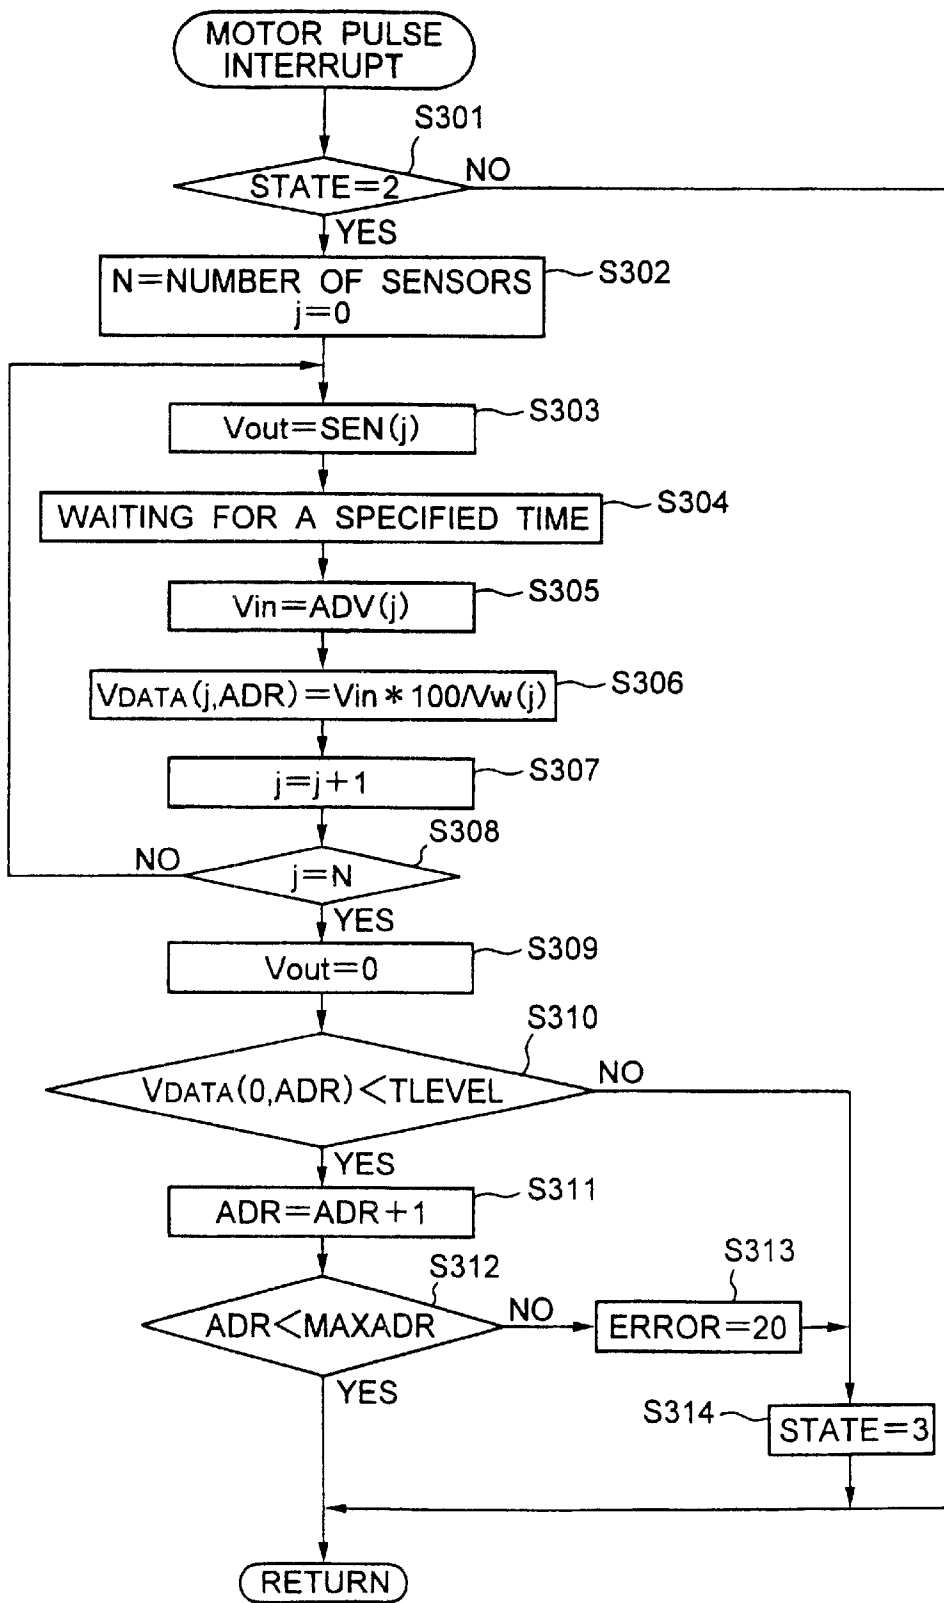 MOTOR PULSE
INTERRUPT
S301
STATE=2
NO
YES
N=NUMBER OF SENSORS
j=0
S302
Vout=SEN(j)
S303
WAITING FOR A SPECIFIED TIME
S304
Vin=ADV(j)
S305
VDATA(j,ADR)=Vin*100/Vw(j)
S306
j=j+1
S307
S308
j=N
NO
YES
Vout=0
S309
S310
VDATA(0,ADR)<TLEVEL
NO
YES
ADR=ADR+1
S311
S312
ADR<MAXADR
NO
S313
ERROR=20
YES
S314
STATE=3
RETURN